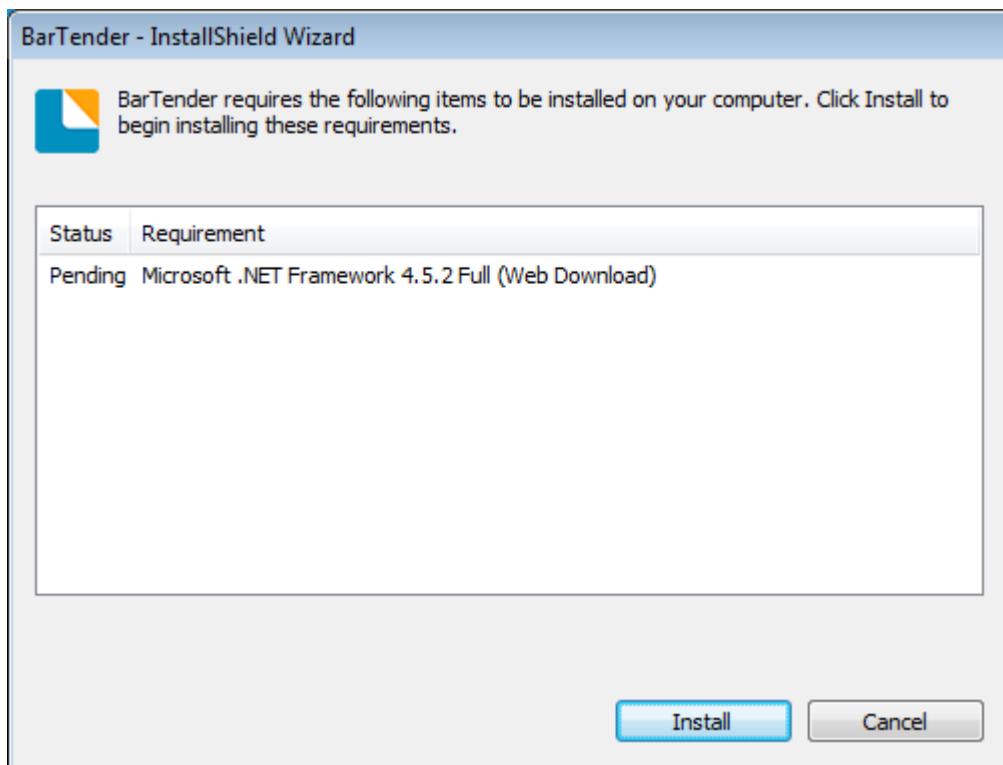 BarTender - InstallShield Wizard
BarTender requires the following items to be installed on your computer. Click Install to
begin installing these requirements.
Status Requirement
Pending Microsoft .NET Framework 4.5.2 Full (Web Download)
Install Cancel